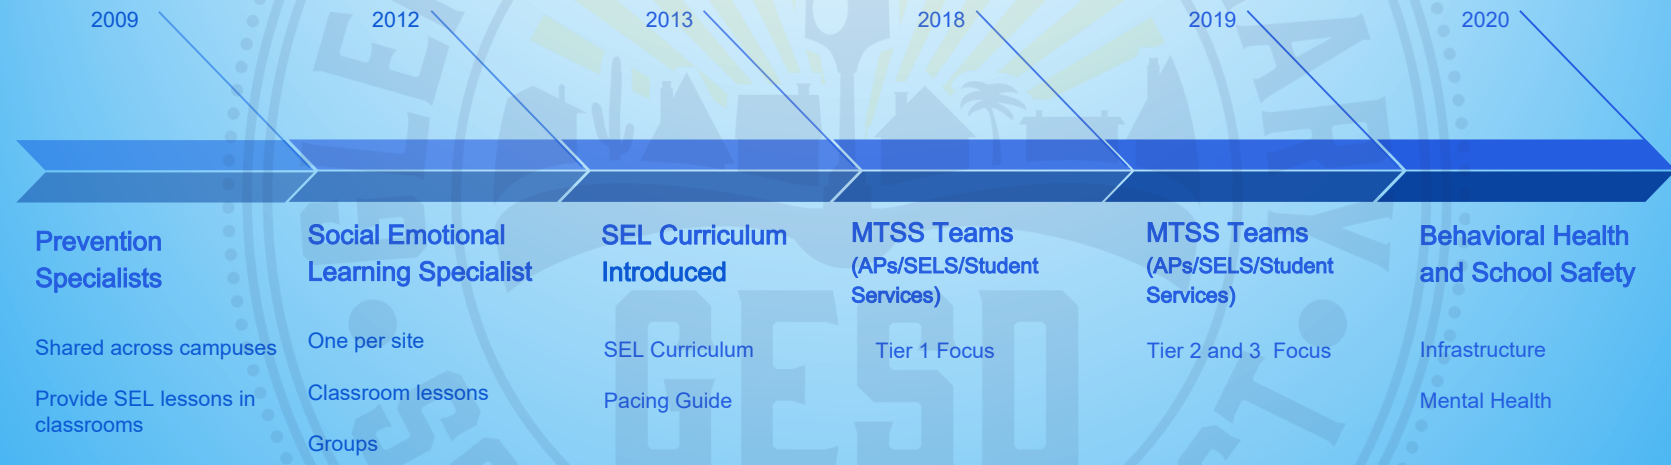 2009
2012
2013
2018
2019
2020
Prevention
Specialists
Shared across campuses
Provide SEL lessons in
classrooms
Social Emotional
Learning Specialist
One per site
Classroom lessons
Groups
SEL Curriculum
Introduced
SEL Curriculum
Pacing Guide
MTSS Teams
(APs/SELS/Student
Services)
Tier 1 Focus
MTSS Teams
(APs/SELS/Student
Services)
Tier 2 and 3  Focus
Behavioral Health
and School Safety
Infrastructure
Mental Health
GESD